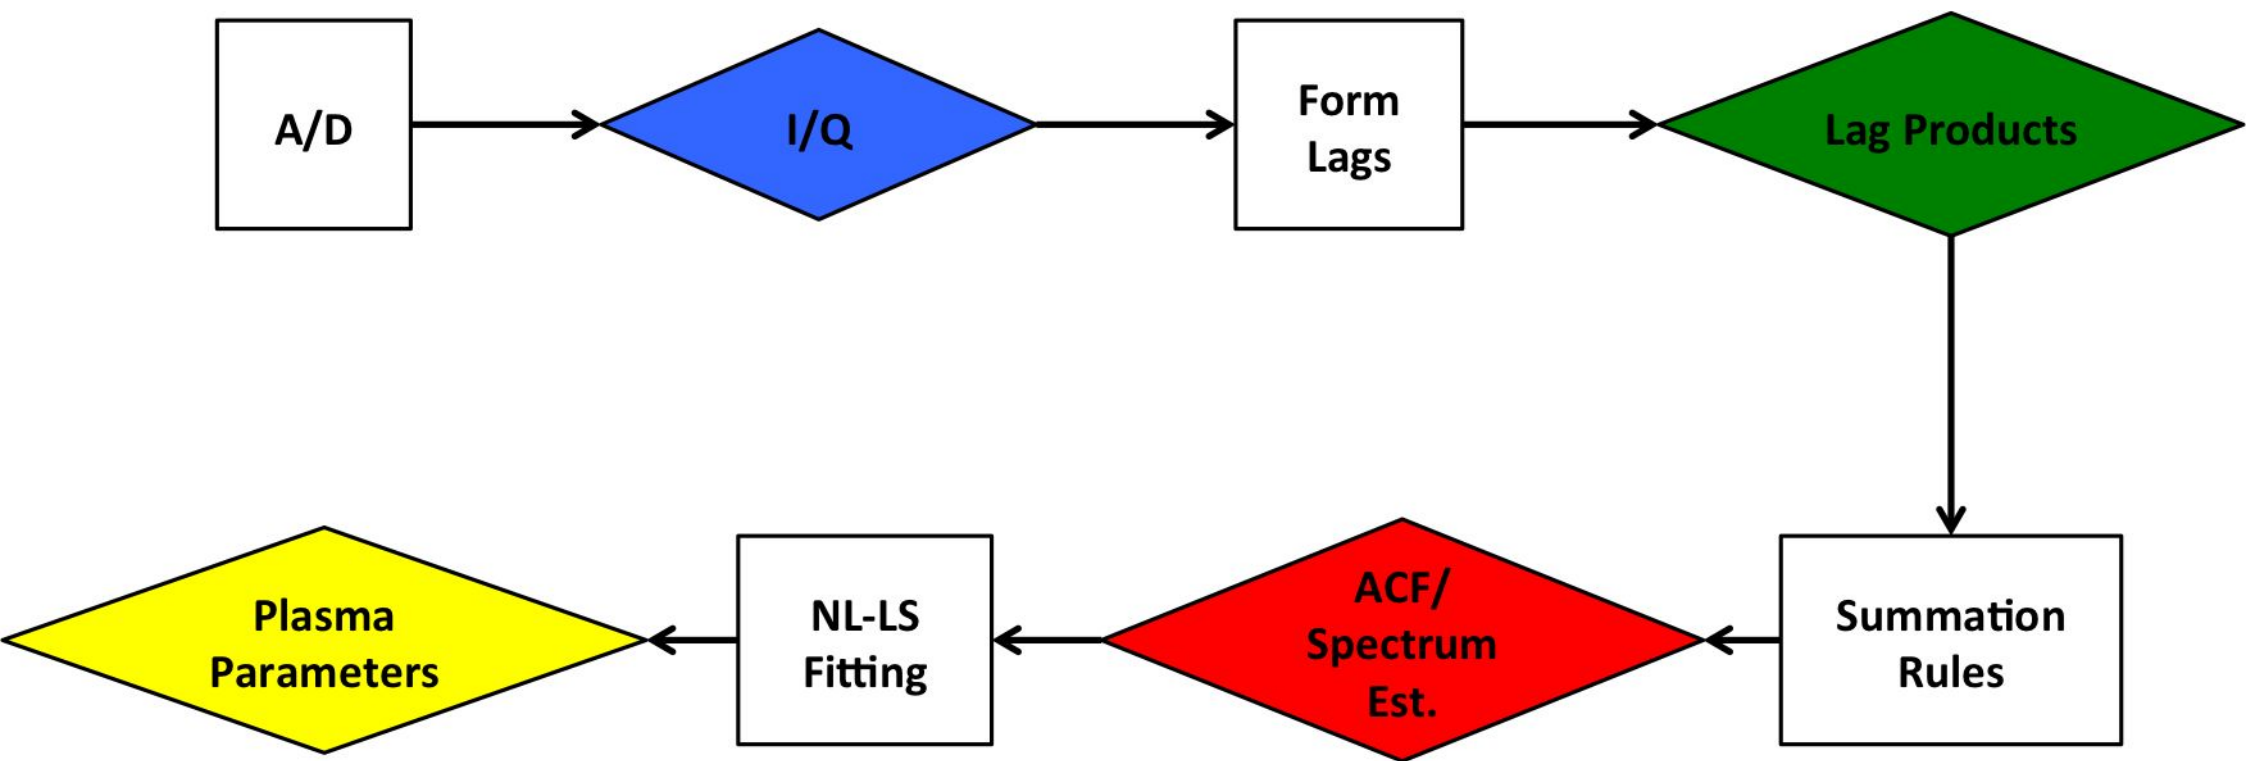 A/D
I/Q
Form
Lags
Lag Products
Plasma
Parameters
NL-LS
Fitting
ACF/
Spectrum
Est.
Summation
Rules